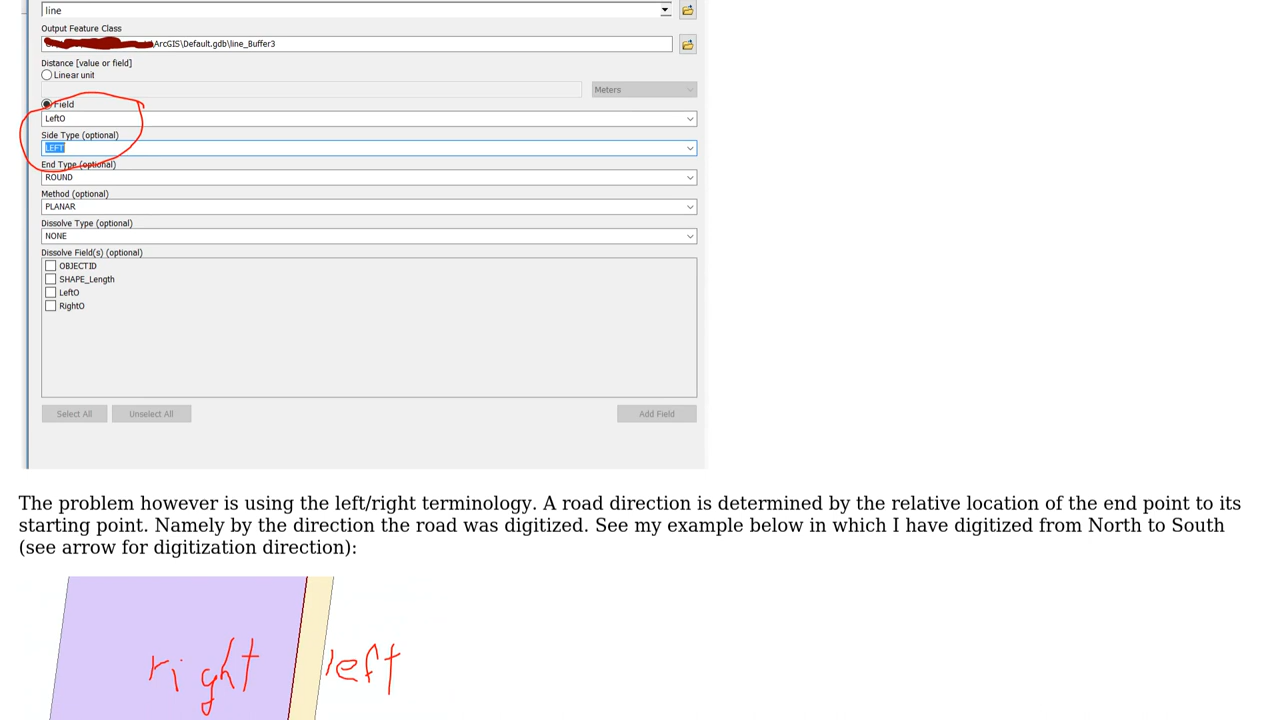 line
Output Feature Class
\ArcGIS\Default.gdb\line_Buffer3
Distance [value or field]
Linear unit
Meters
Field
LeftO
Side Type (optional)
LEFT
End Type (optional)
ROUND
Method (optional)
PLANAR
Dissolve Type (optional)
NONE
Dissolve Field(s) (optional)
OBJECTID
SHAPE_Length
LeftO
RightO
Select All Unselect All Add Field
The problem however is using the left/right terminology. A road direction is determined by the relative location of the end point to its
starting point. Namely by the direction the road was digitized. See my example below in which I have digitized from North to South
(see arrow for digitization direction):
right left